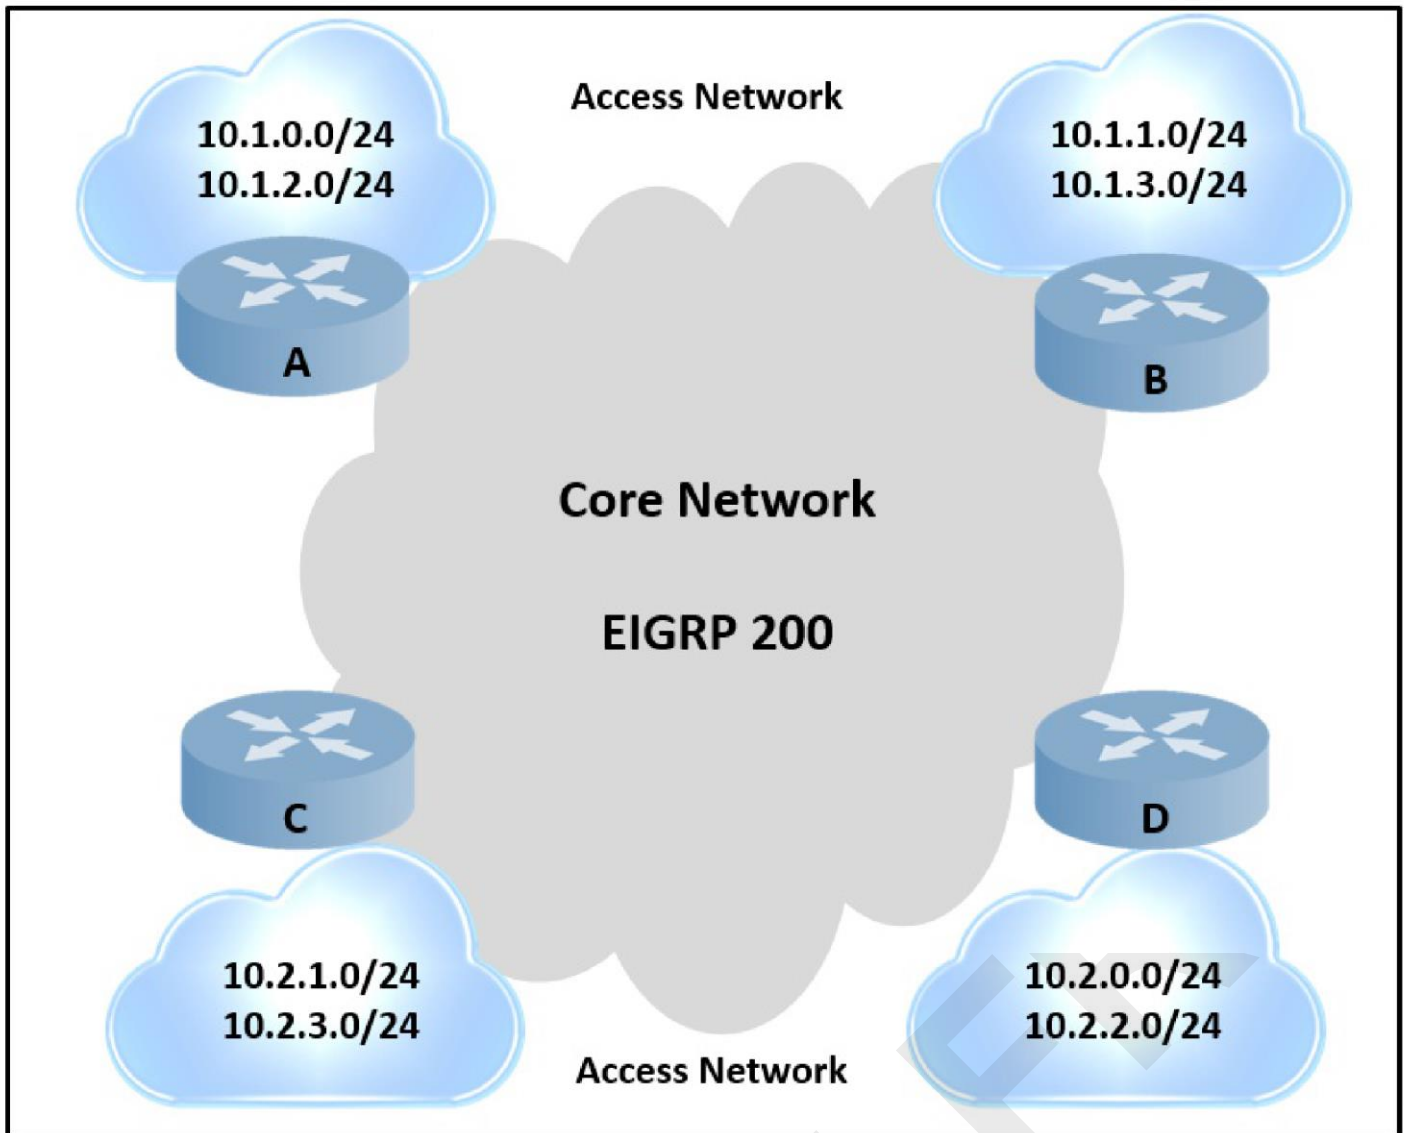 Access Network
10.1.0.0/24
10.1.2.0/24
10.1.1.0/24
10.1.3.0/24
A
B
Core Network
EIGRP 200
C
D
10.2.1.0/24
10.2.3.0/24
10.2.0.0/24
10.2.2.0/24
Access Network